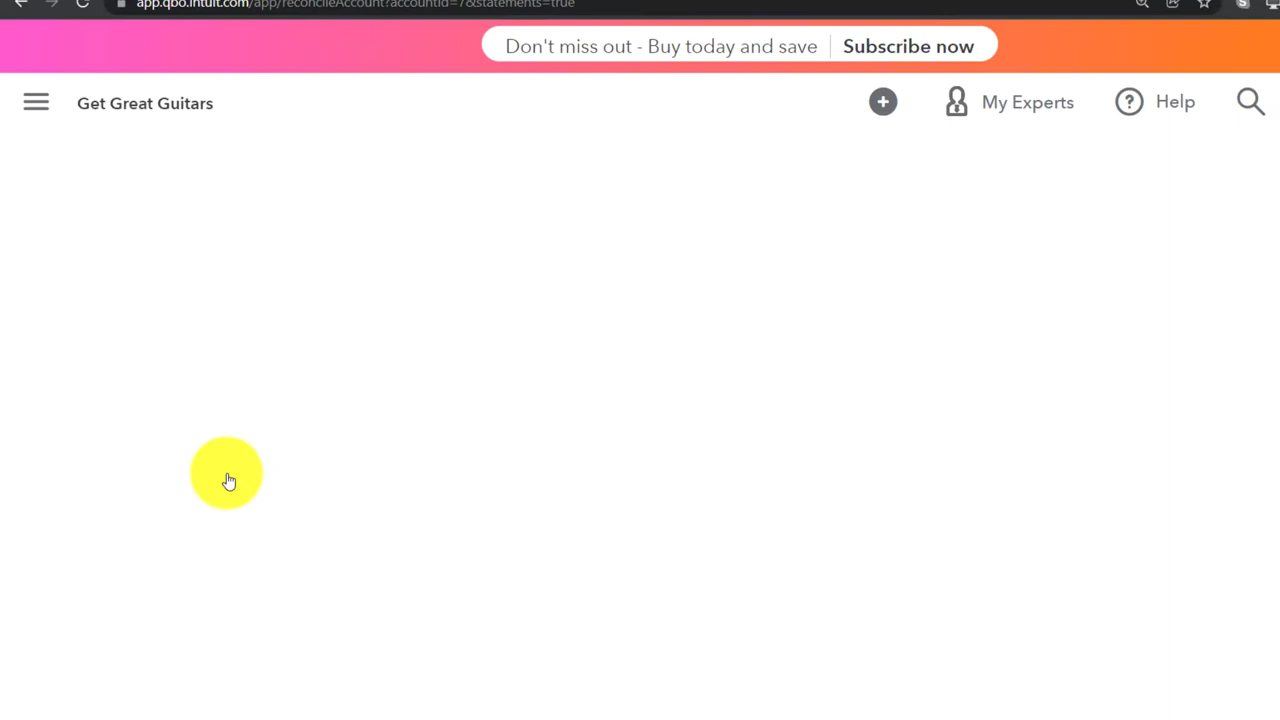 app.qbo.intuit.com/app/reconcileAccount?accountId=7&statements=true
Don't miss out - Buy today and save Subscribe now
Get Great Guitars My Experts Help